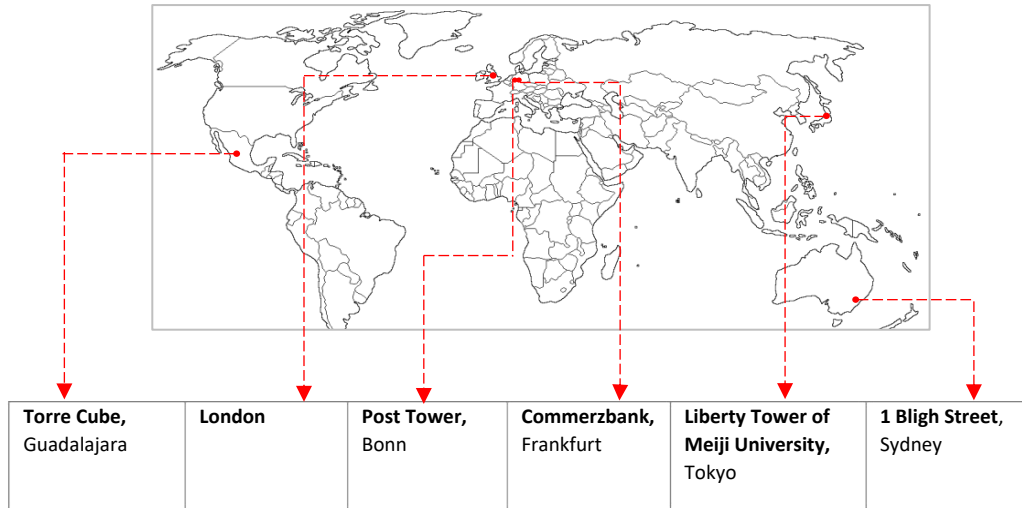 Torre Cube,
Guadalajara
London
Post Tower,
Bonn
Commerzbank,
Frankfurt
Liberty Tower of
Meiji University,
Tokyo
1 Bligh Street,
Sydney